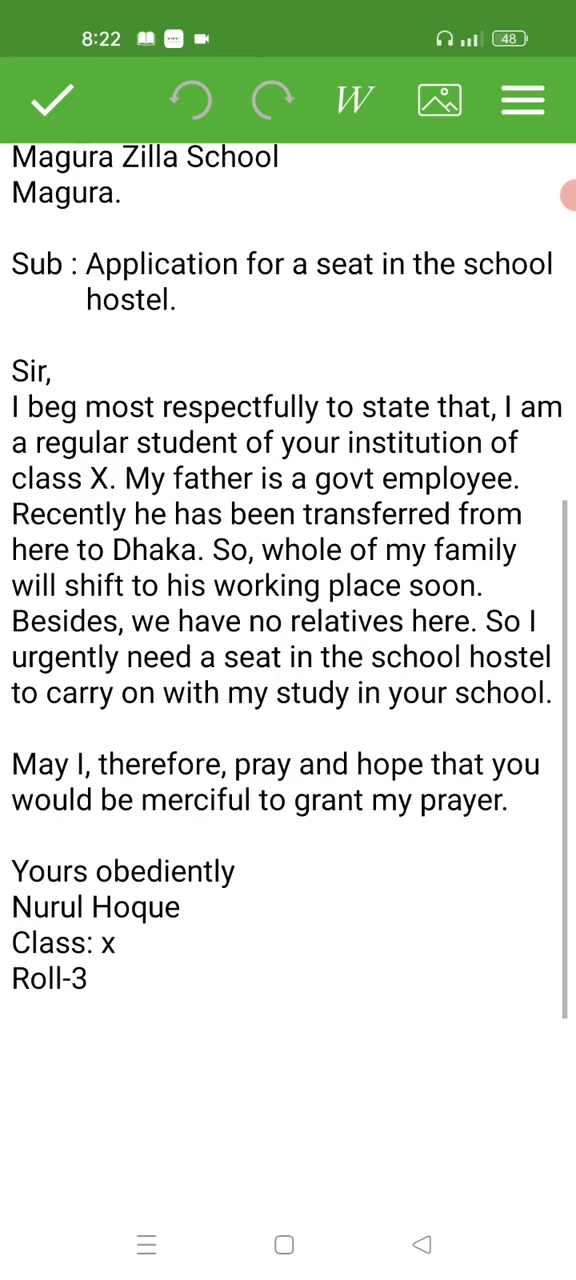 8:22
48
W
Magura Zilla School
Magura.
Sub : Application for a seat in the school
hostel.
Sir,
I beg most respectfully to state that, I am
a regular student of your institution of
class X. My father is a govt employee.
Recently he has been transferred from
here to Dhaka. So, whole of my family
will shift to his working place soon.
Besides, we have no relatives here. So I
urgently need a seat in the school hostel
to carry on with my study in your school.
May I, therefore, pray and hope that you
would be merciful to grant my prayer.
Yours obediently
Nurul Hoque
Class: x
Roll-3